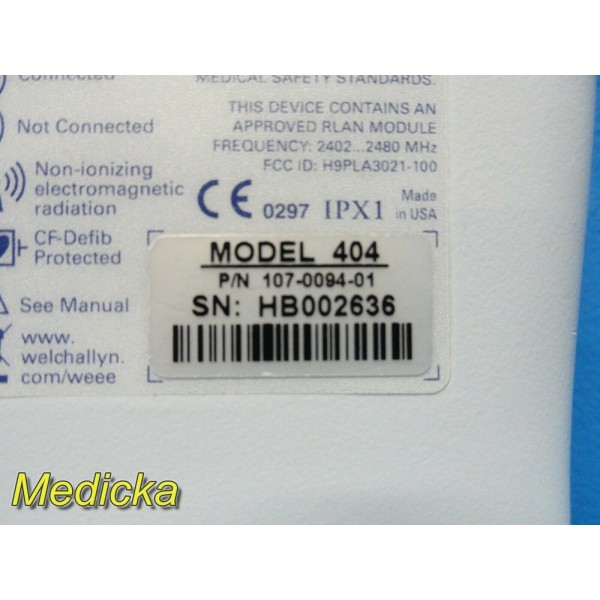 Connected
MEDICAL SAFETY STANDARDS.
THIS DEVICE CONTAINS AN
APPROVED RLAN MODULE
FREQUENCY: 2402...2480 MHz
FCC ID: H9PLA3021-100
Not Connected
Non-ionizing
electromagnetic
radiation
CE 0297 IPX1 Made
in USA
CF-Defib
Protected
See Manual
www.
welchallyn.
com/weee
MODEL 404
P/N 107-0094-01
SN: HB002636
Medicka